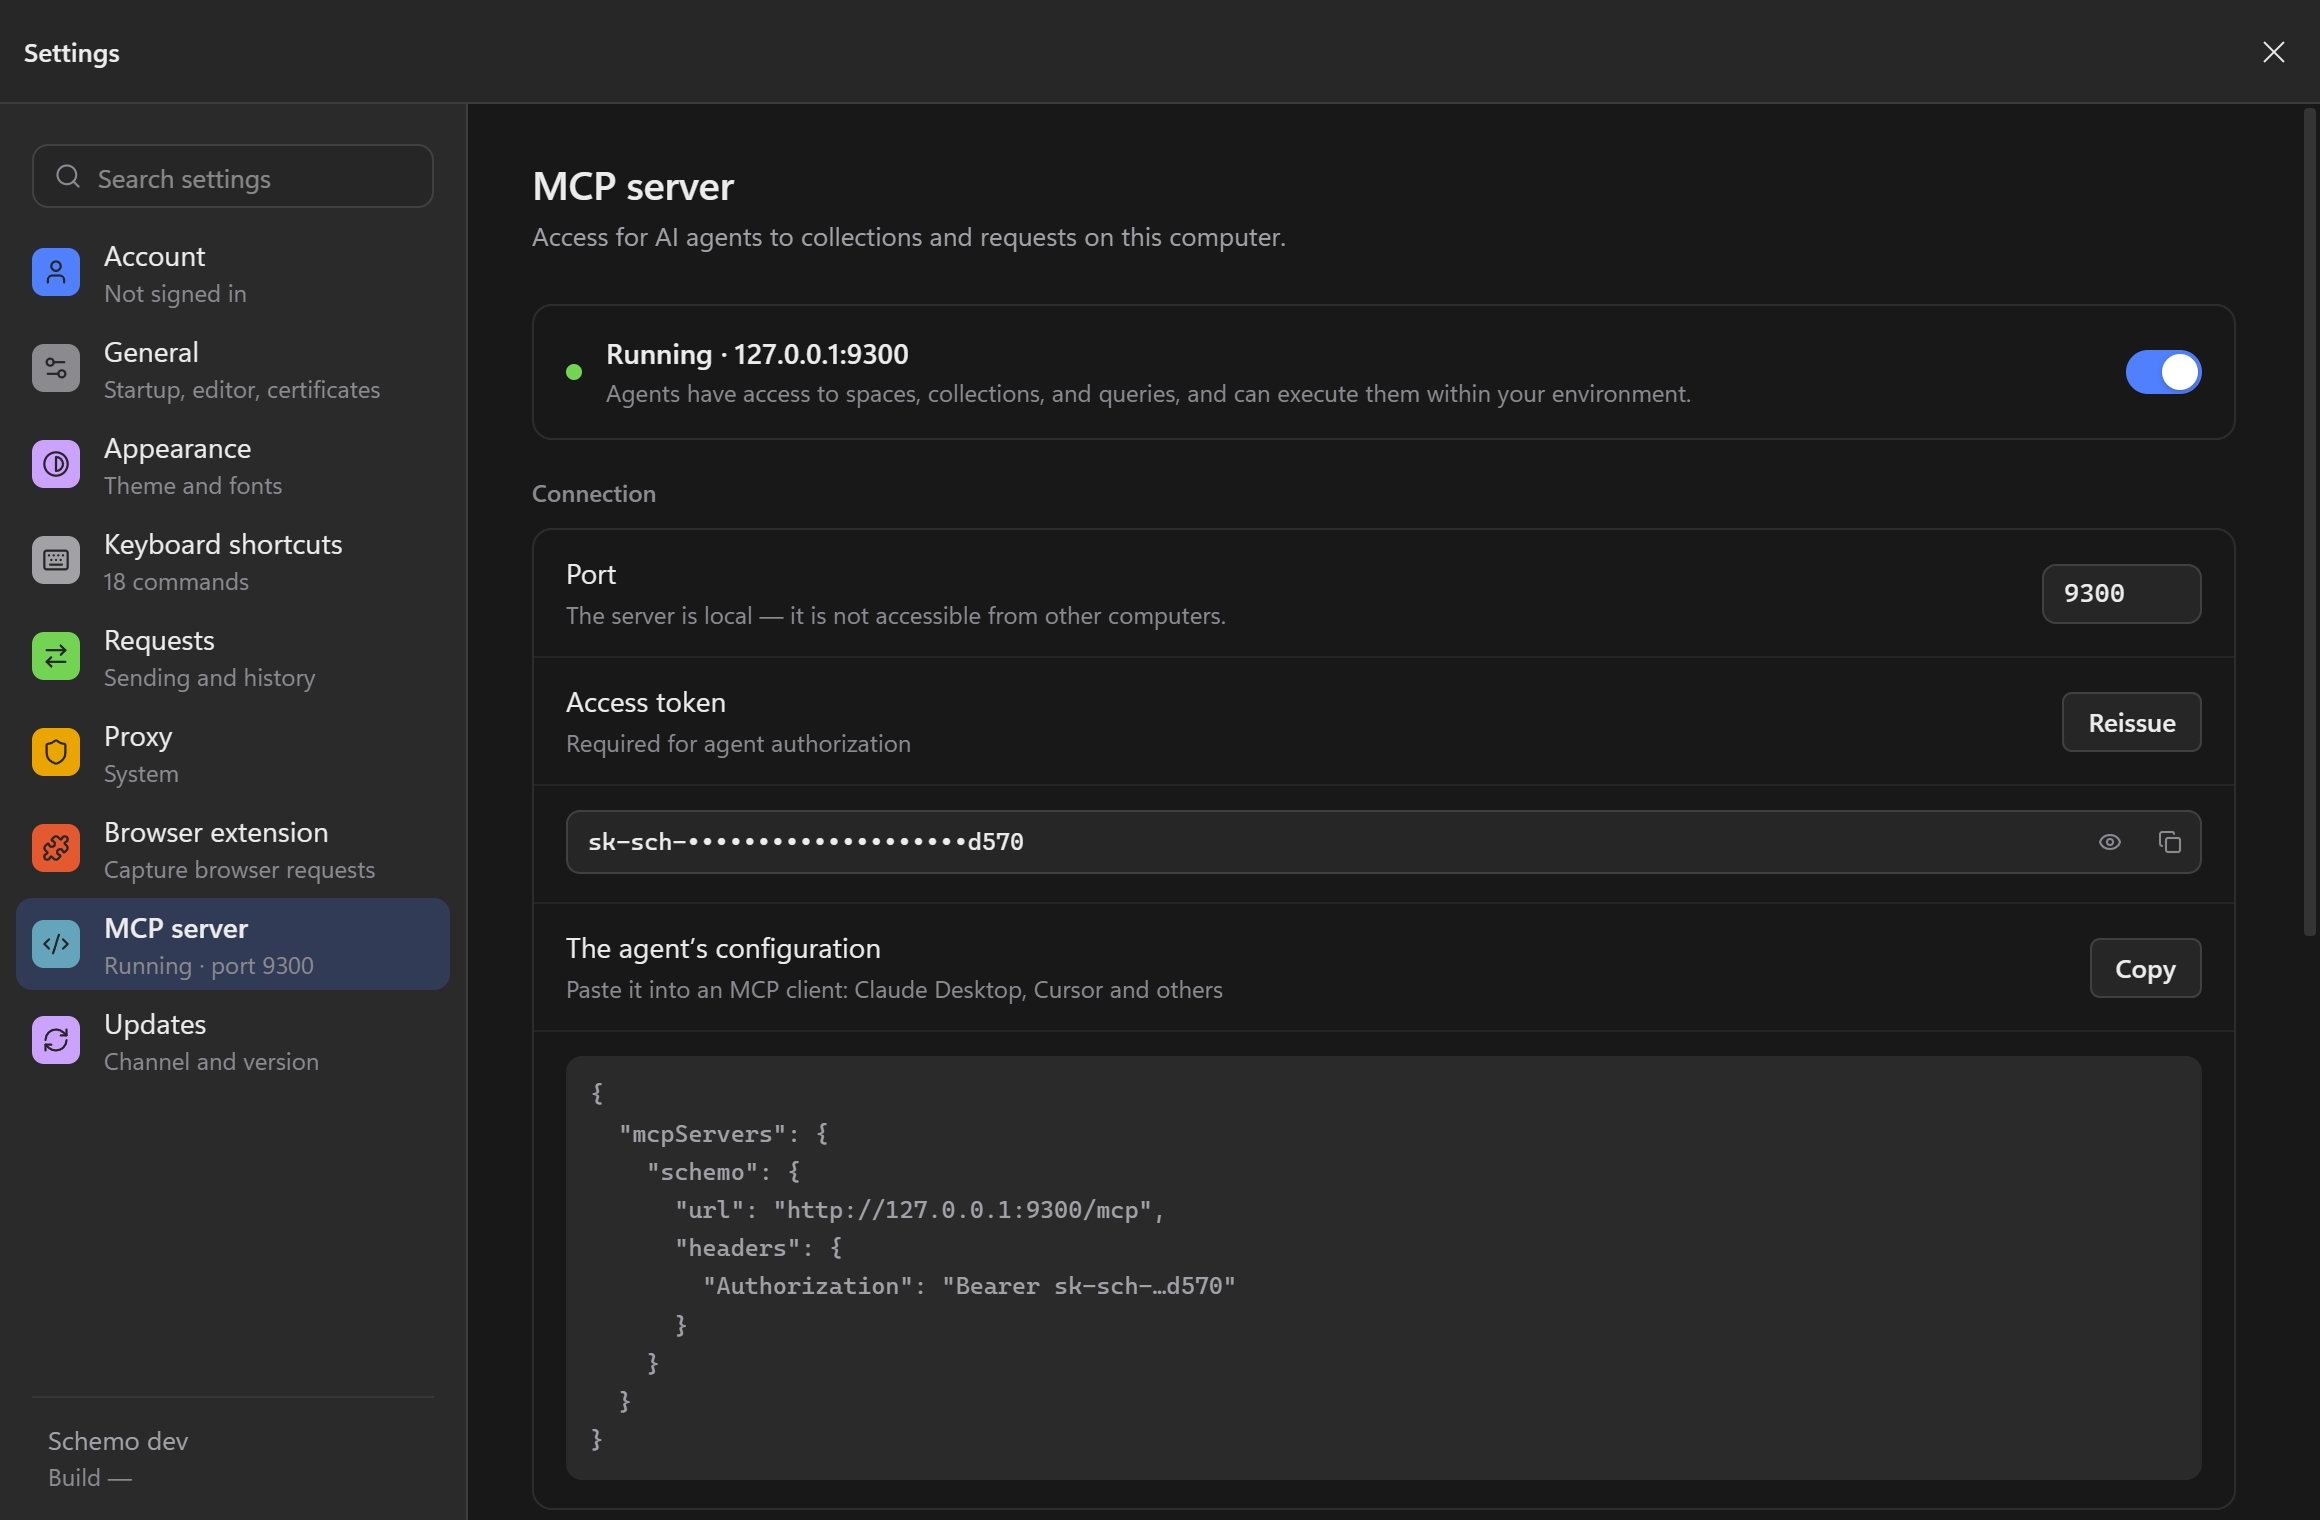 Settings
Search settings
Account
Not signed in
General
Startup, editor, certificates
Appearance
Theme and fonts
Keyboard shortcuts
18 commands
Requests
Sending and history
Proxy
System
Browser extension
Capture browser requests
MCP server
Running · port 9300
Updates
Channel and version
Schemo dev
Build —
MCP server
Access for AI agents to collections and requests on this computer.
Running · 127.0.0.1:9300
Agents have access to spaces, collections, and queries, and can execute them within your environment.
Connection
Port
The server is local — it is not accessible from other computers.
9300
Access token
Required for agent authorization
Reissue
sk-sch-••••••••••••••••••••d570
The agent’s configuration
Paste it into an MCP client: Claude Desktop, Cursor and others
Copy
{
"mcpServers": {
"schemo": {
"url": "http://127.0.0.1:9300/mcp",
"headers": {
"Authorization": "Bearer sk-sch-…d570"
}
}
}
}